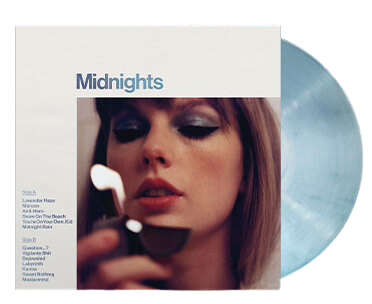 Midnights
Side A
Lavender Haze
Maroon
Anti-Hero
Snow On The Beach
You're On Your Own, Kid
Midnight Rain
Side B
Question...?
Vigilante Shit
Bejeweled
Labyrinth
Karma
Sweet Nothing
Mastermind